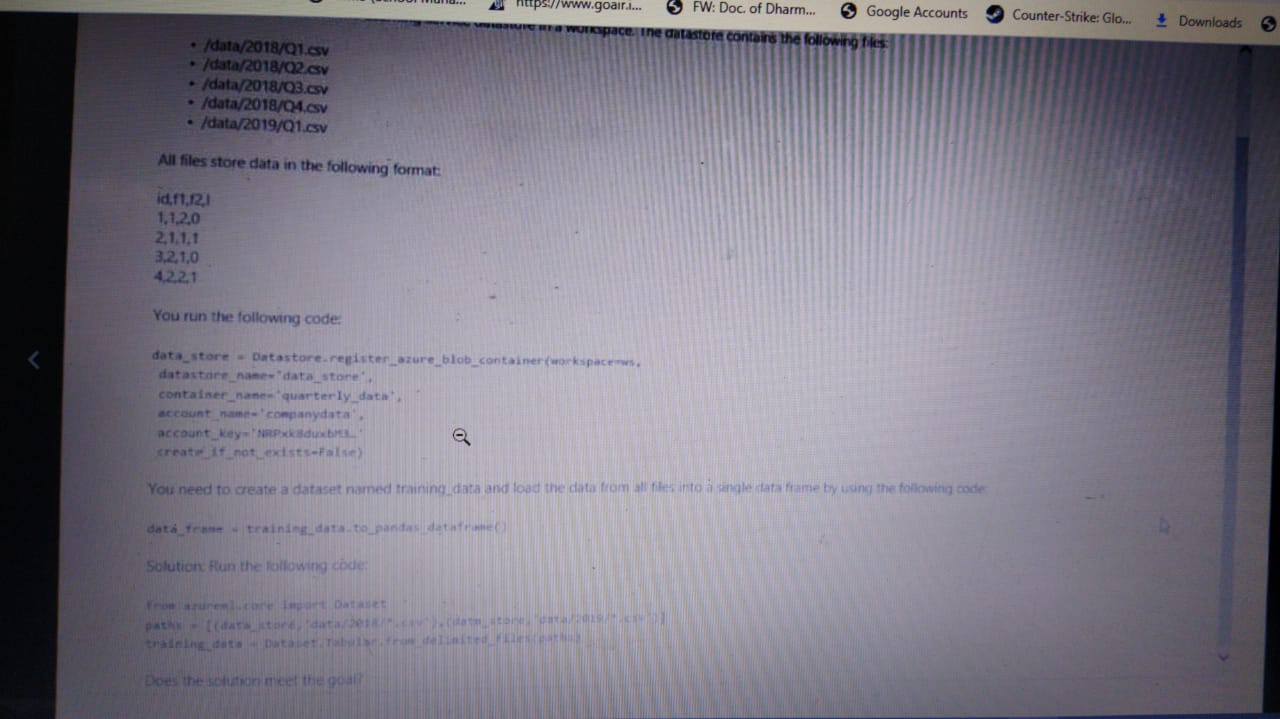 https://www.goair.i...
FW: Doc. of Dharm...
Google Accounts
Counter-Strike: Glo...
Downloads
datastore in a workspace. The datastore contains the following files:
• /data/2018/Q1.csv
• /data/2018/Q2.csv
• /data/2018/Q3.csv
• /data/2018/Q4.csv
• /data/2019/Q1.csv
All files store data in the following format:
id,f1,f2,l
1,1,2,0
2,1,1,1
3,2,1,0
4,2,2,1
You run the following code:
data_store = Datastore.register_azure_blob_container(workspace=ws,
datastore_name='data_store',
container_name='quarterly_data',
account_name='companydata',
account_key='NRPxk8duxbM3…'
create_if_not_exists=False)
You need to create a dataset named training_data and load the data from all files into a single data frame by using the following code:
data_frame = training_data.to_pandas_dataframe()
Solution: Run the following code:
from azureml.core import Dataset
paths = [(data_store, 'data/2018/*.csv'),(data_store, 'data/2019/*.csv')]
training_data = Dataset.Tabular.from_delimited_files(paths)
Does the solution meet the goal?